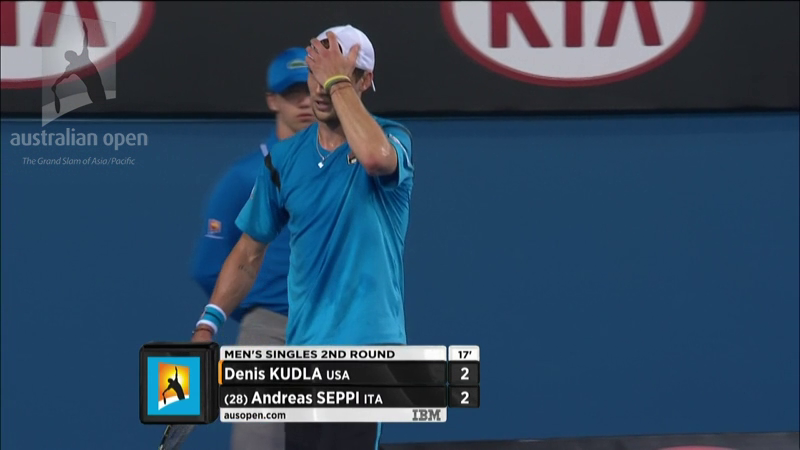 KIA
KIA
australian open
The Grand Slam of Asia/Pacific
MEN'S SINGLES 2ND ROUND 17'
Denis KUDLA USA 2
(28) Andreas SEPPI ITA 2
ausopen.com IBM